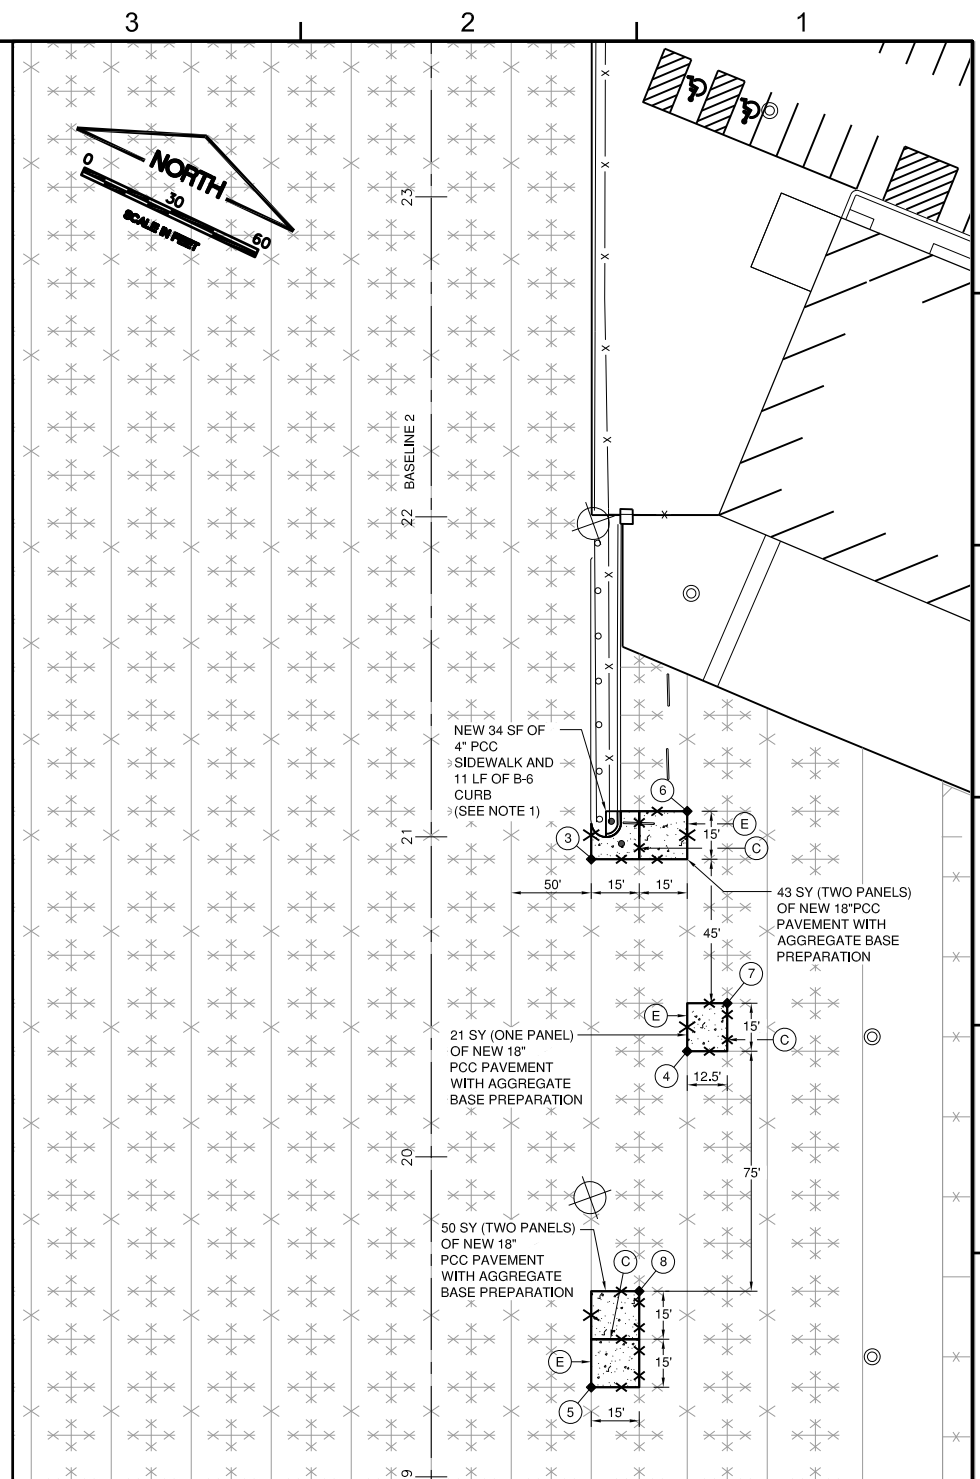 3
2
1
NORTH
0
30
60
SCALE IN FEET
23
BASELINE 2
22
NEW 34 SF OF
4" PCC
SIDEWALK AND
11 LF OF B-6
CURB
(SEE NOTE 1)
6
E
15'
3
21
C
50'
15'
15'
43 SY (TWO PANELS)
OF NEW 18"PCC
PAVEMENT WITH
AGGREGATE BASE
PREPARATION
45'
7
E
15'
C
21 SY (ONE PANEL)
OF NEW 18"
PCC PAVEMENT
WITH AGGREGATE
BASE PREPARATION
4
12.5'
20
75'
50 SY (TWO PANELS)
OF NEW 18"
PCC PAVEMENT
WITH AGGREGATE
BASE PREPARATION
C
8
15'
E
15'
5
15'
9